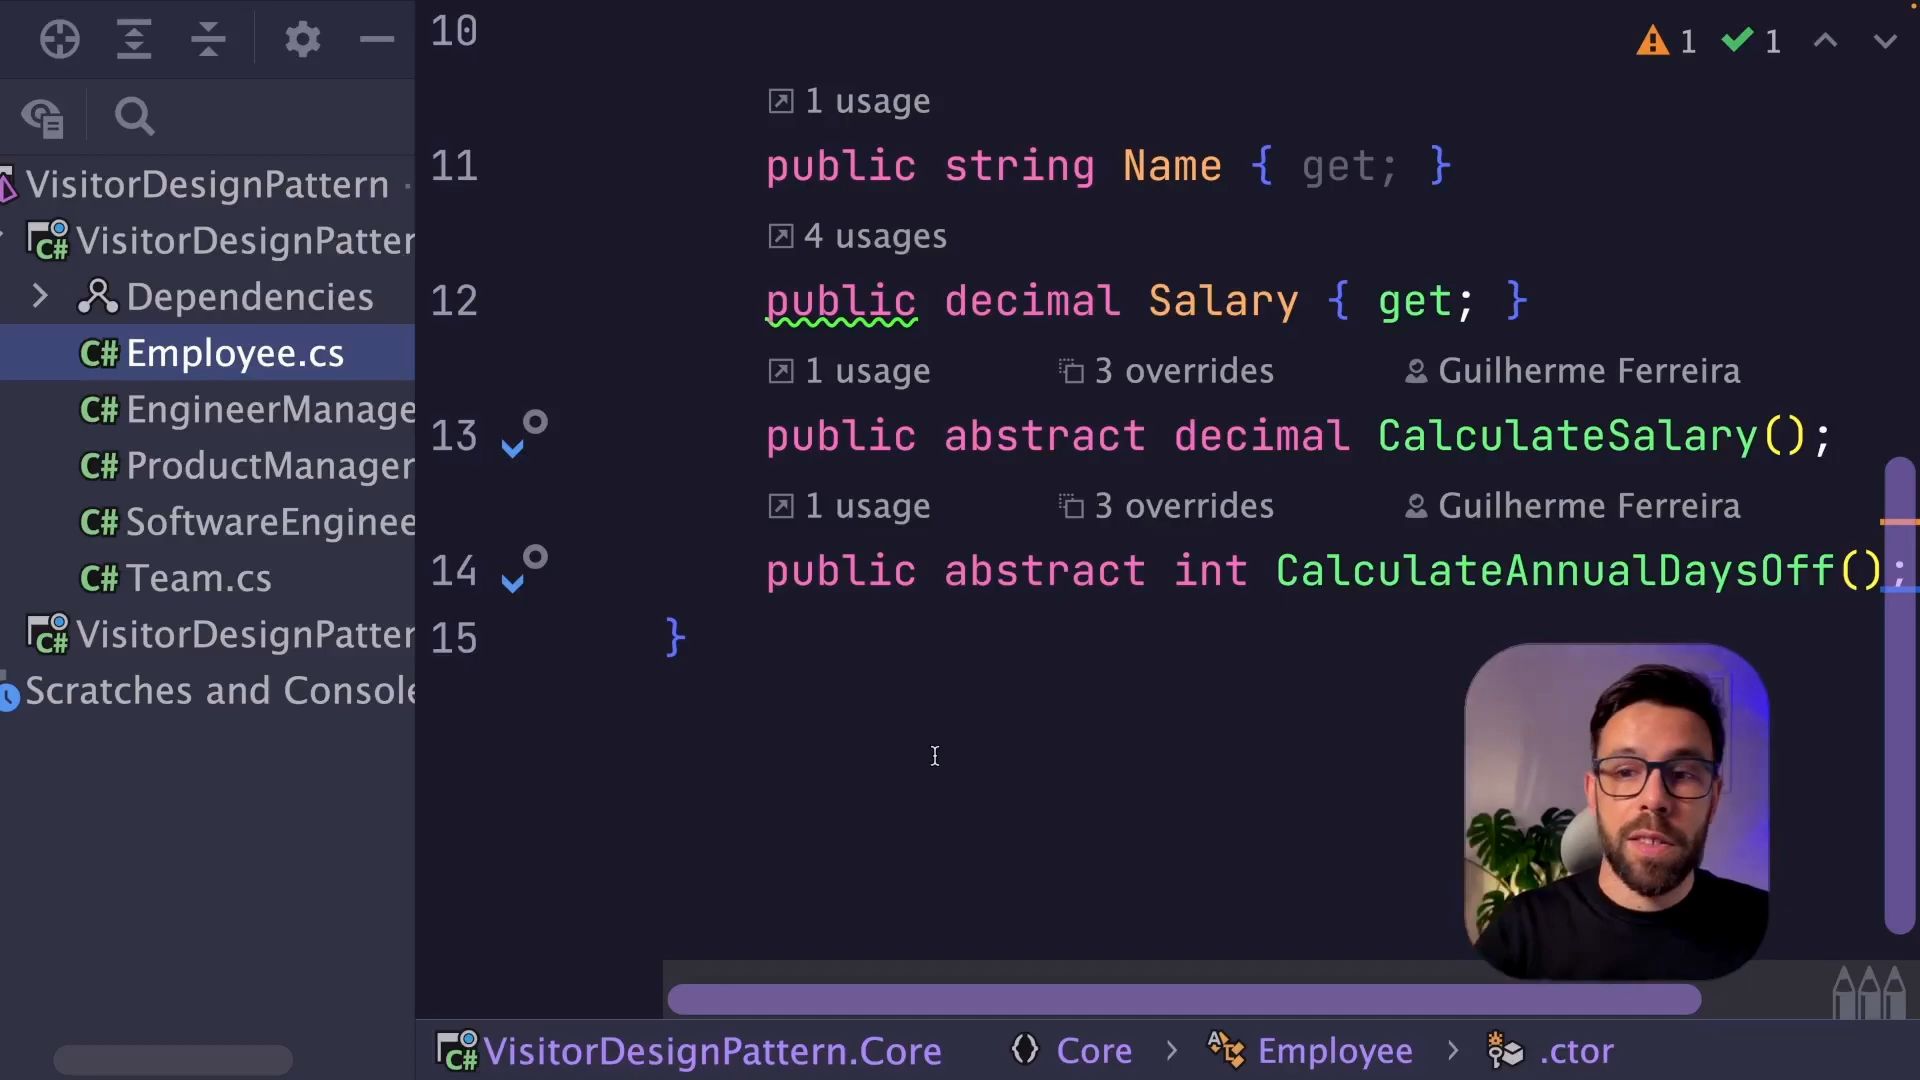 VisitorDesignPattern ·
VisitorDesignPatter
Dependencies
Employee.cs
EngineerManage
ProductManager
SoftwareEnginee
Team.cs
VisitorDesignPatter
Scratches and Console
1 1
10
1 usage
11 public string Name { get; }
4 usages
12 public decimal Salary { get; }
1 usage 3 overrides Guilherme Ferreira
13 public abstract decimal CalculateSalary();
1 usage 3 overrides Guilherme Ferreira
14 public abstract int CalculateAnnualDaysOff();
15 }
C# VisitorDesignPattern.Core Core > Employee > .ctor